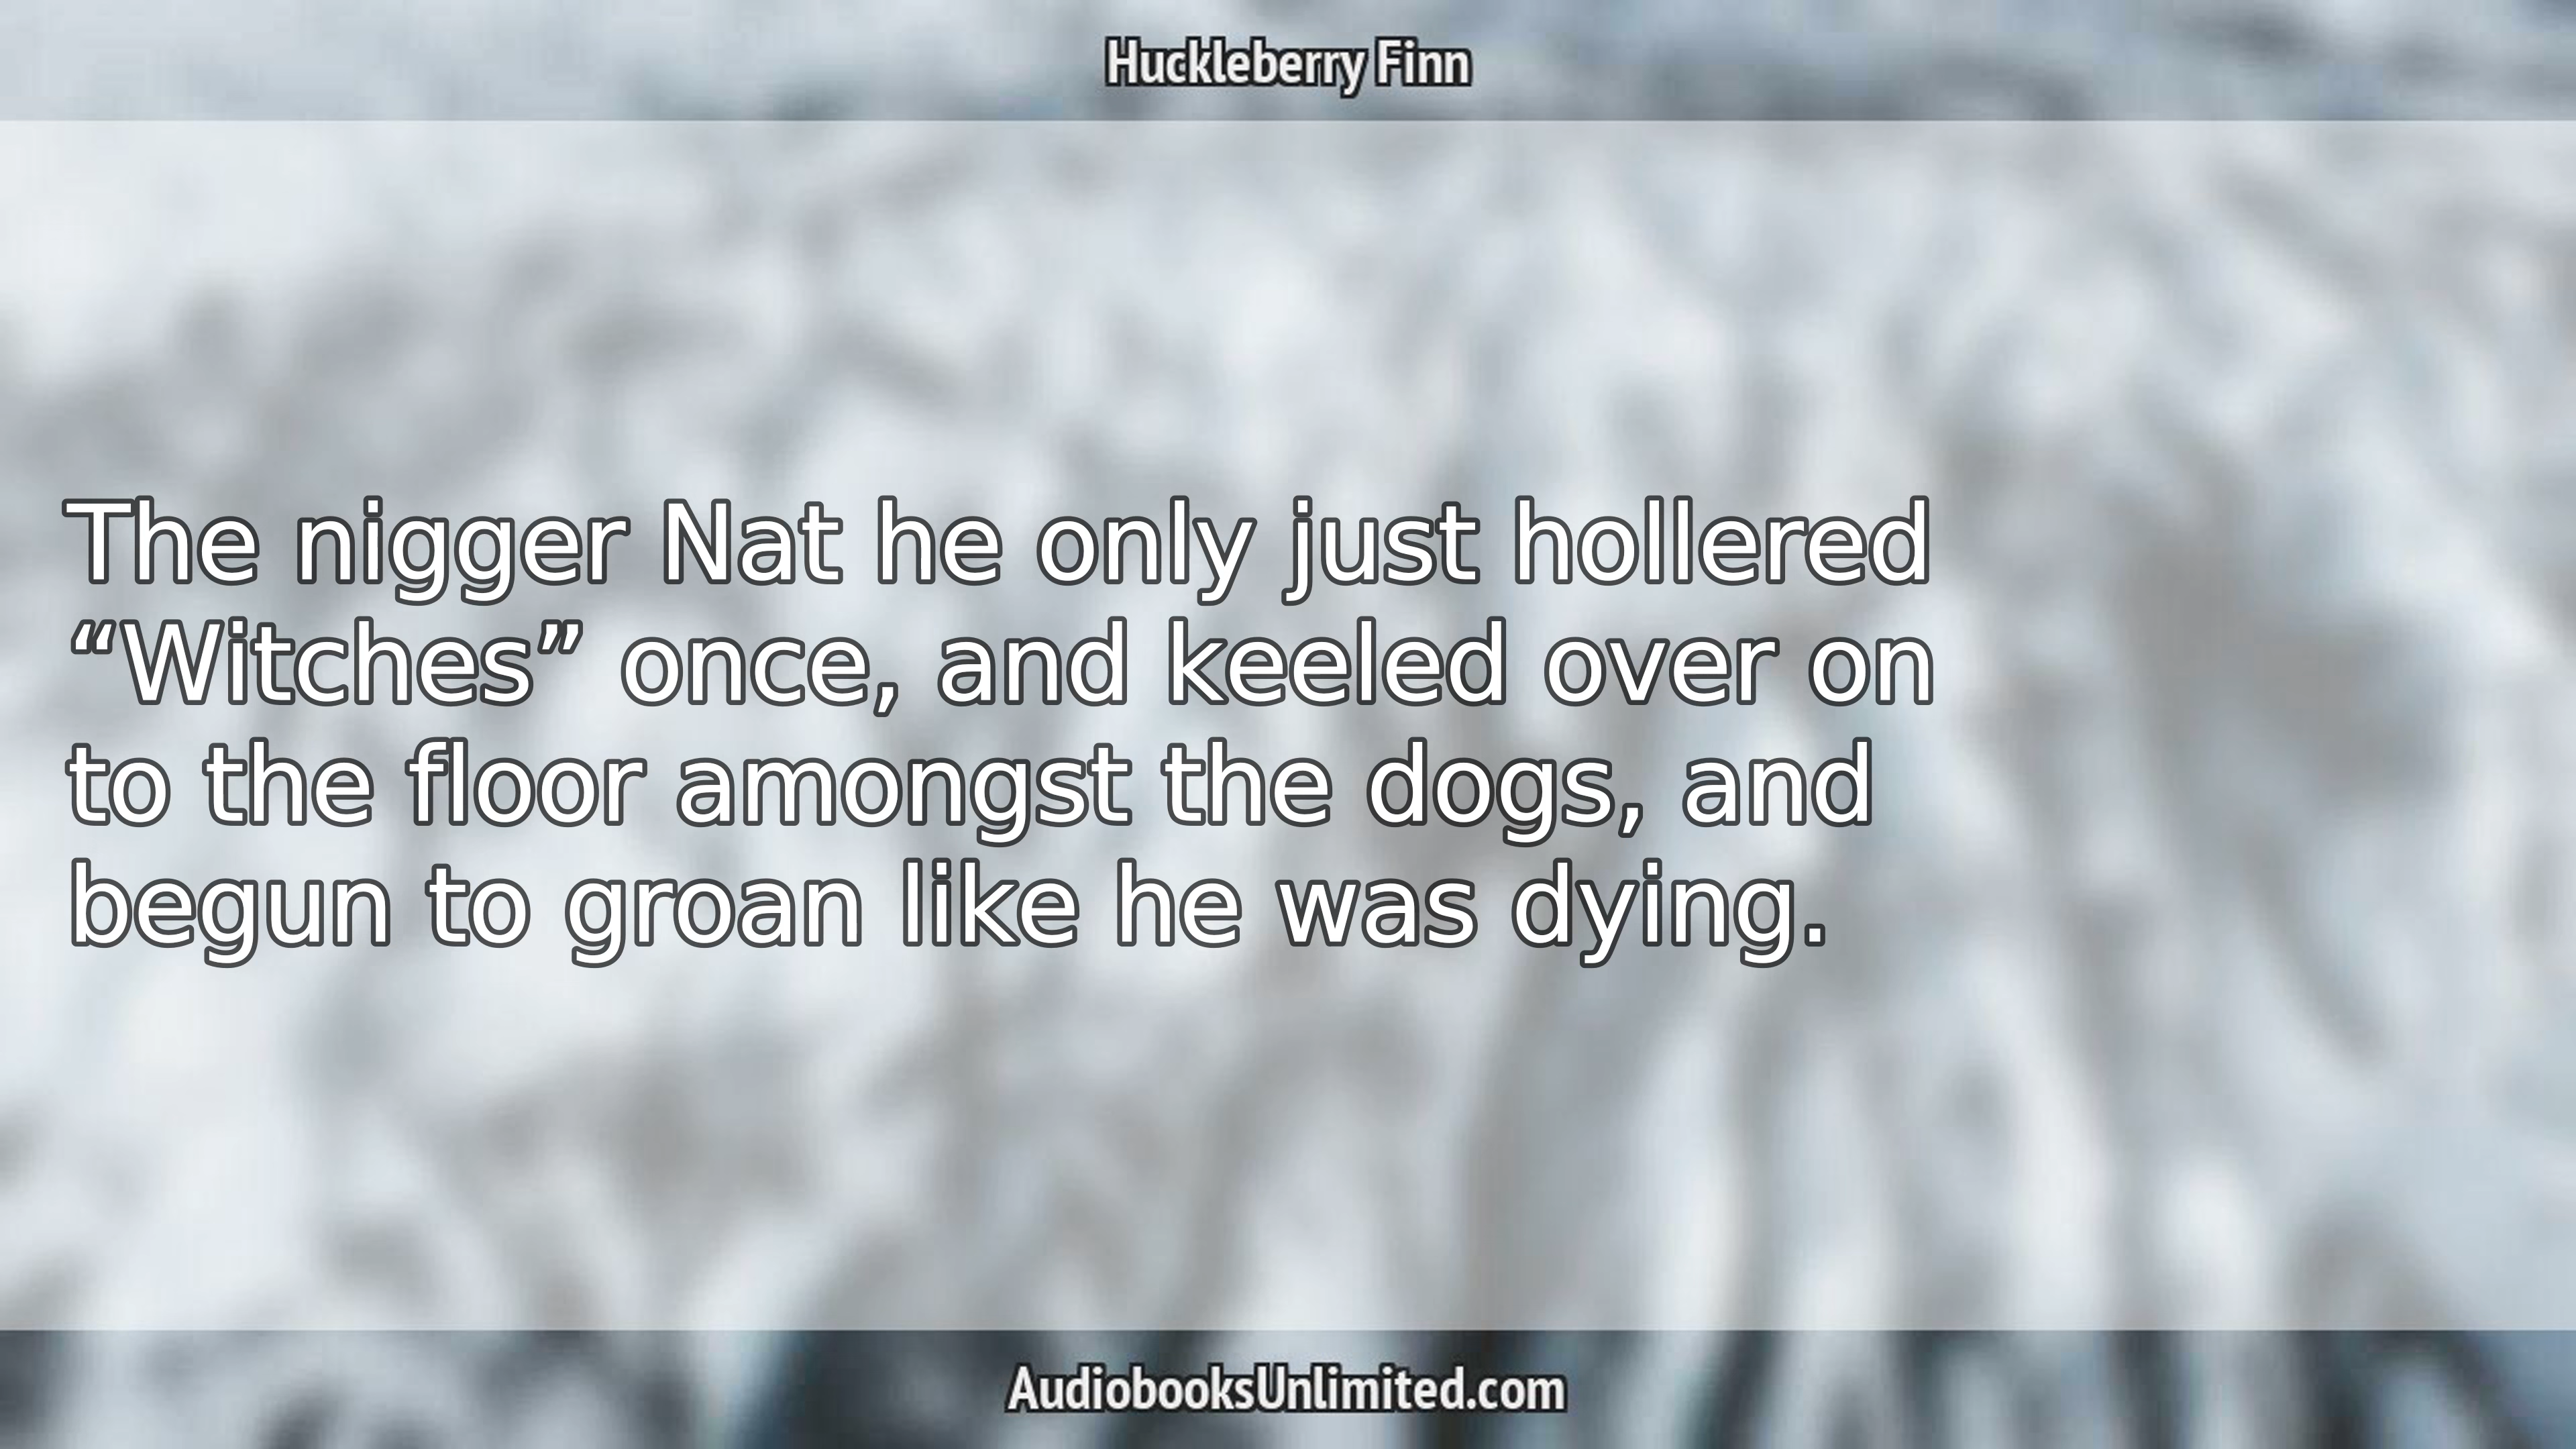 Huckleberry Finn
The nigger Nat he only just hollered
“Witches” once, and keeled over on
to the floor amongst the dogs, and
begun to groan like he was dying.
AudiobooksUnlimited.com